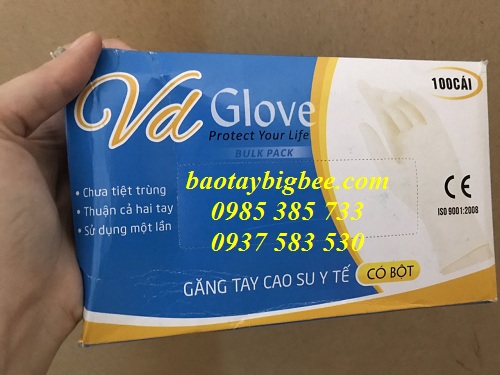 100CÁI
Vd Glove
Protect Your Life
BULK PACK
• Chưa tiệt trùng
• Thuận cả hai tay
• Sử dụng một lần
baotaybigbee.com
0985 385 733
0937 583 530
CE
ISO 9001:2008
GĂNG TAY CAO SU Y TẾ CÓ BỘT